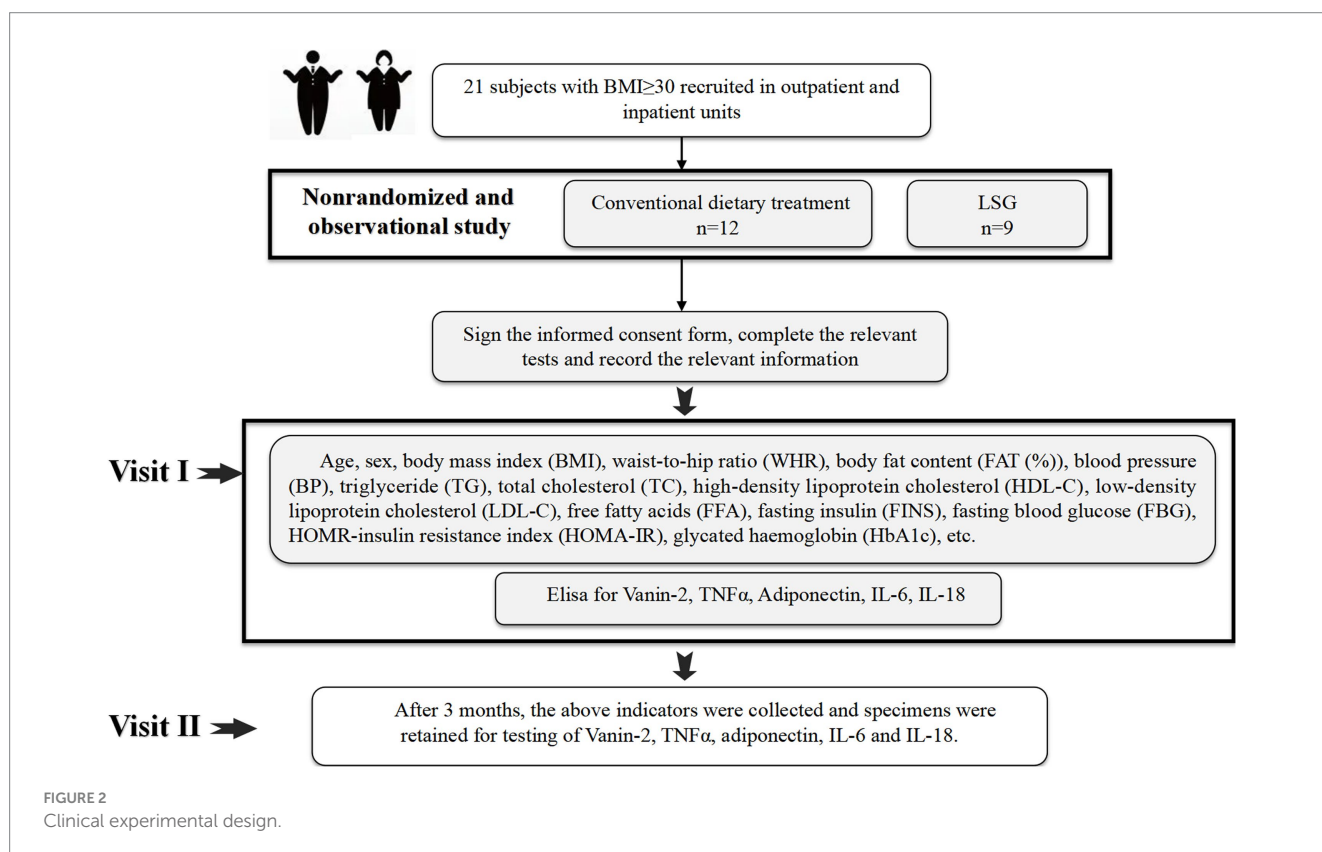 21 subjects with BMI≥30 recruited in outpatient and
inpatient units
Nonrandomized and
observational study
Conventional dietary treatment
n=12
LSG
n=9
Sign the informed consent form, complete the relevant
tests and record the relevant information
Visit I
Age, sex, body mass index (BMI), waist-to-hip ratio (WHR), body fat content (FAT (%)), blood pressure
(BP), triglyceride (TG), total cholesterol (TC), high-density lipoprotein cholesterol (HDL-C), low-density
lipoprotein cholesterol (LDL-C), free fatty acids (FFA), fasting insulin (FINS), fasting blood glucose (FBG),
HOMR-insulin resistance index (HOMA-IR), glycated haemoglobin (HbA1c), etc.
Elisa for Vanin-2, TNFα, Adiponectin, IL-6, IL-18
Visit II
After 3 months, the above indicators were collected and specimens were
retained for testing of Vanin-2, TNFα, adiponectin, IL-6 and IL-18.
FIGURE 2
Clinical experimental design.